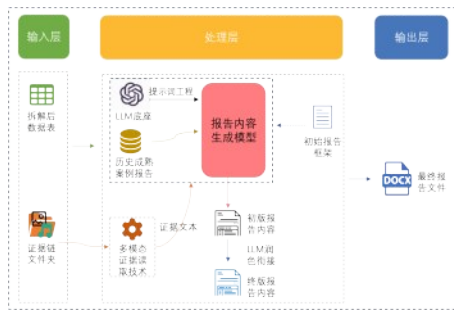 输入层
处理层
输出层
拆解后
数据表
证据链
文件夹
提示词工程
LLM底座
历史成熟
案例报告
报告内容
生成模型
初始报告
框架
证据文本
多模态
证据读
取技术
初版报
告内容
LLM润
色衔接
终版报
告内容
DOCX
最终报
告文件